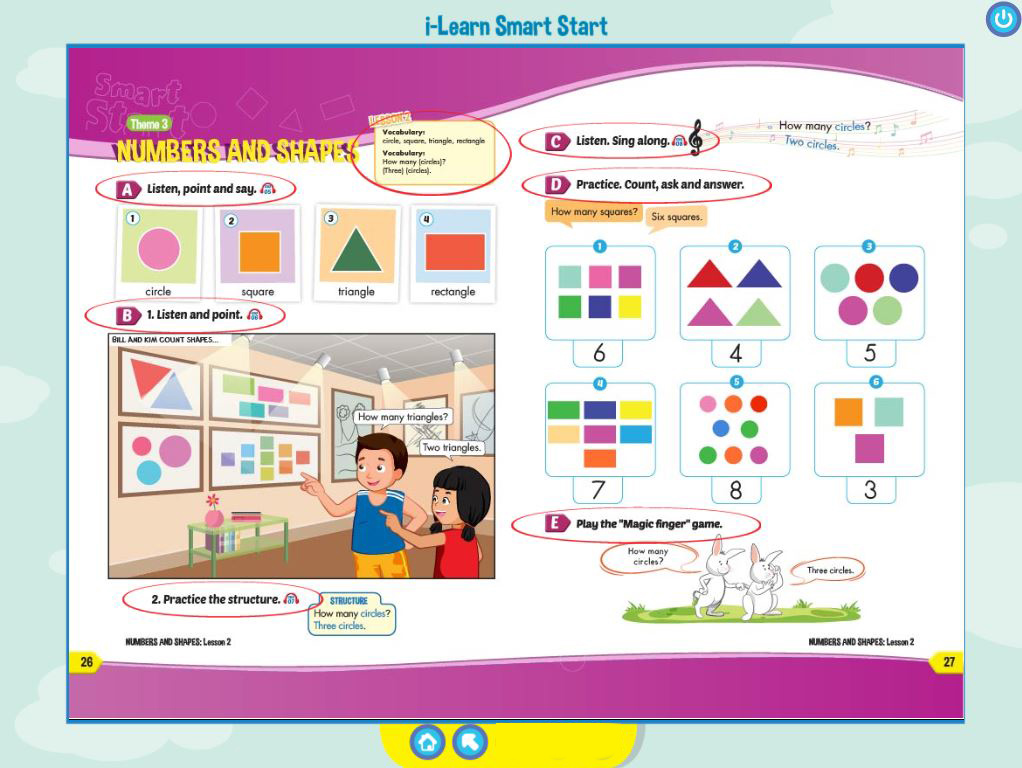 i-Learn Smart Start
Smart
Start
Theme 3
NUMBERS AND SHAPES
LESSON 2
Vocabulary:
circle, square, triangle, rectangle
Vocabulary:
How many (circles)?
(Three) (circles).
A Listen, point and say. 05
1
circle
2
square
3
triangle
4
rectangle
B 1. Listen and point. 06
BILL AND KIM COUNT SHAPES...
How many triangles?
Two triangles.
2. Practice the structure. 07
STRUCTURE
How many circles?
Three circles.
NUMBERS AND SHAPES: Lesson 2
26
C Listen. Sing along. 08
How many circles?
Two circles.
D Practice. Count, ask and answer.
How many squares?
Six squares.
1
6
2
4
3
5
4
7
5
8
6
3
E Play the "Magic finger" game.
How many
circles?
Three circles.
NUMBERS AND SHAPES: Lesson 2
27